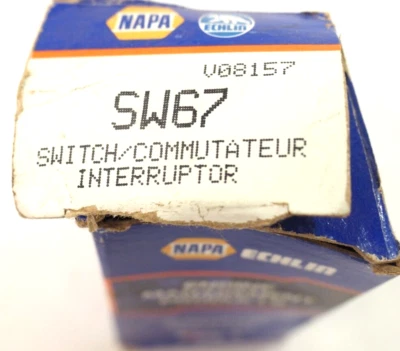 NAPA ECHLIN
V08157
SW67
SWITCH/COMMUTATEUR
INTERRUPTOR
NAPA ECHLIN